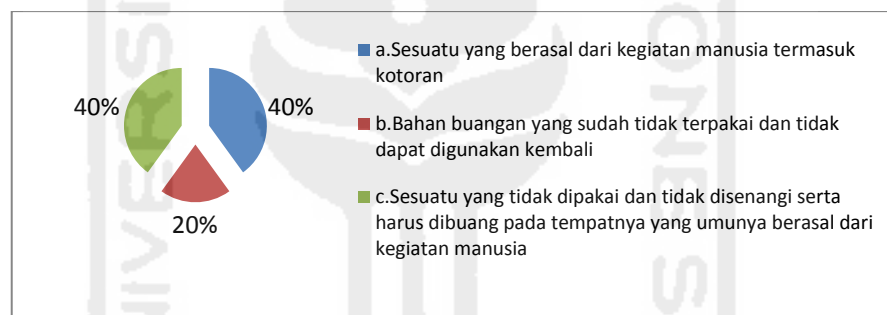 a.Sesuatu yang berasal dari kegiatan manusia termasuk
kotoran
40%
40%
b.Bahan buangan yang sudah tidak terpakai dan tidak
dapat digunakan kembali
c.Sesuatu yang tidak dipakai dan tidak disenangi serta
harus dibuang pada tempatnya yang umunya berasal dari
kegiatan manusia
20%